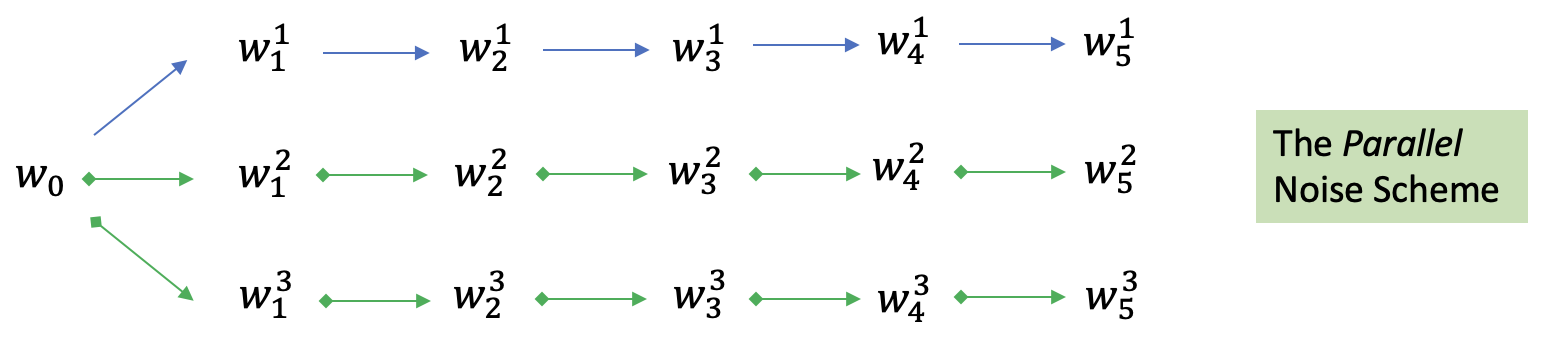 w_1^1 w_2^1 w_3^1 w_4^1 w_5^1
w_0 w_1^2 w_2^2 w_3^2 w_4^2 w_5^2
w_1^3 w_2^3 w_3^3 w_4^3 w_5^3
The Parallel
Noise Scheme